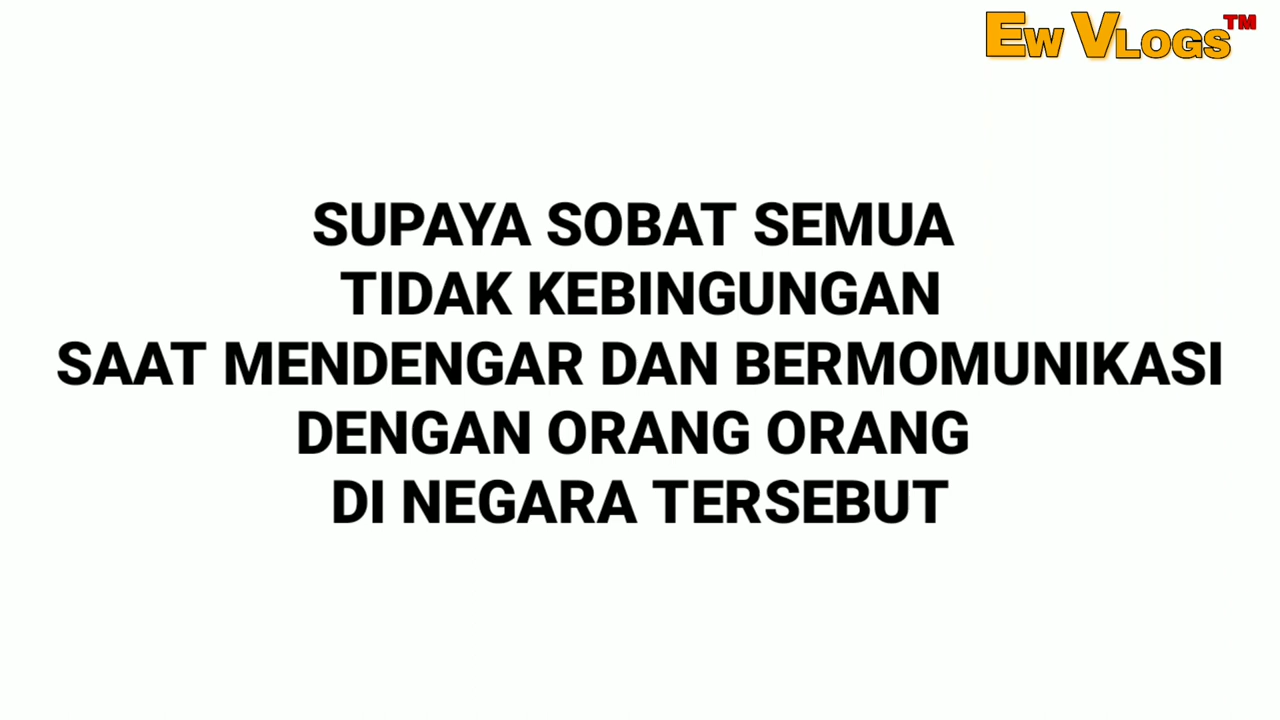 EW VLOGS™
SUPAYA SOBAT SEMUA
TIDAK KEBINGUNGAN
SAAT MENDENGAR DAN BERMOMUNIKASI
DENGAN ORANG ORANG
DI NEGARA TERSEBUT